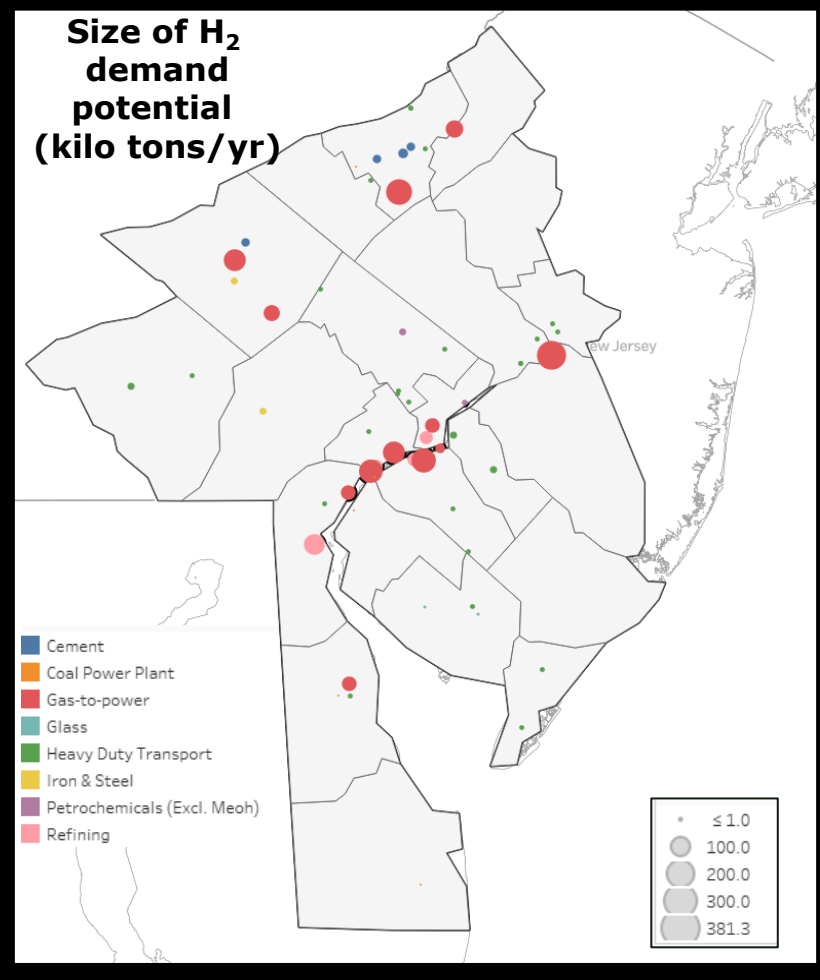 Size of H₂
demand
potential
(kilo tons/yr)
ew Jersey
Cement
Coal Power Plant
Gas-to-power
Glass
Heavy Duty Transport
Iron & Steel
Petrochemicals (Excl. Meoh)
Refining
≤ 1.0
100.0
200.0
300.0
381.3